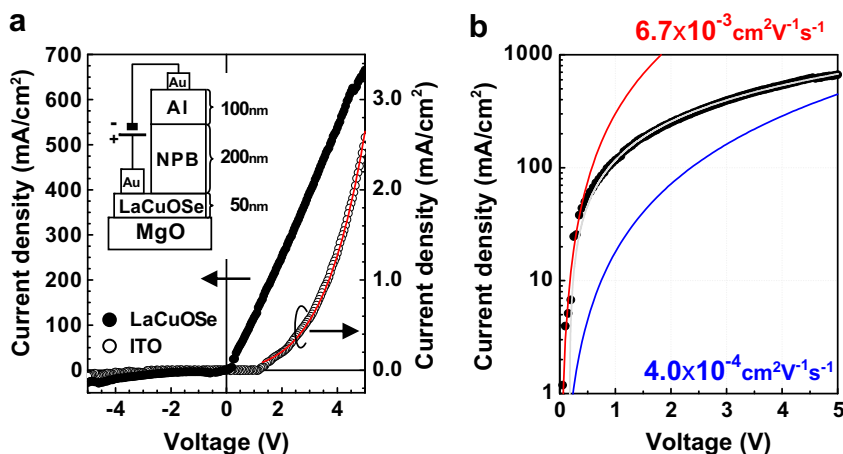 a
700
600
500
400
300
200
100
0
Current density (mA/cm²)
-4 -2 0 2 4
Voltage (V)
3.0
2.0
1.0
0.0
Current density (mA/cm²)
Au
Al
100nm
-
+
NPB
200nm
Au
LaCuOSe
50nm
MgO
LaCuOSe
ITO
b
6.7x10⁻³cm²V⁻¹s⁻¹
1000
100
10
1
Current density (mA/cm²)
4.0x10⁻⁴cm²V⁻¹s⁻¹
0 1 2 3 4 5
Voltage (V)